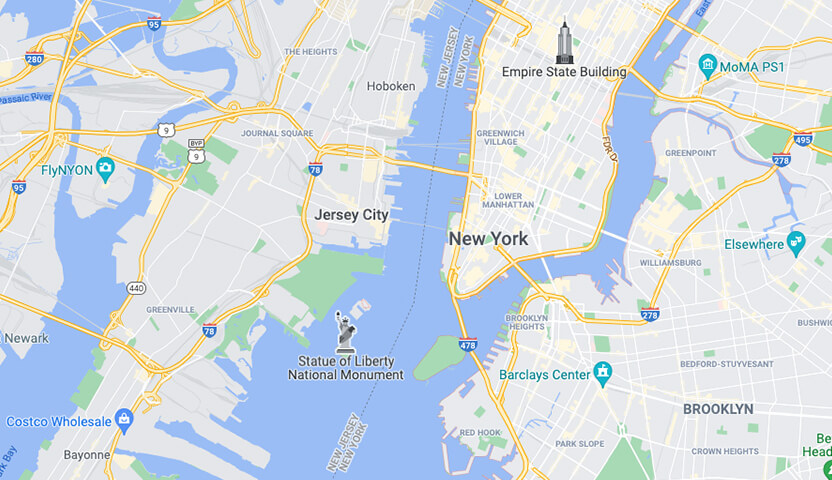 95
280
THE HEIGHTS
Hoboken
NEW JERSEY
NEW YORK
Empire State Building
East
MoMA PS1
Passaic River
9
BYP
9
JOURNAL SQUARE
GREENWICH
VILLAGE
FDR Dr
495
278
GREENPOINT
FlyNYON
95
78
LOWER
MANHATTAN
Jersey City
New York
Elsewhere
WILLIAMSBURG
440
GREENVILLE
78
278
BROOKLYN
HEIGHTS
BUSHWIC
Newark
478
Statue of Liberty
National Monument
BEDFORD-STUYVESANT
Barclays Center
BROOKLYN
Costco Wholesale
NEW JERSEY
NEW YORK
RED HOOK
PARK SLOPE
CROWN HEIGHTS
Be
Head
Bayonne
rk Bay